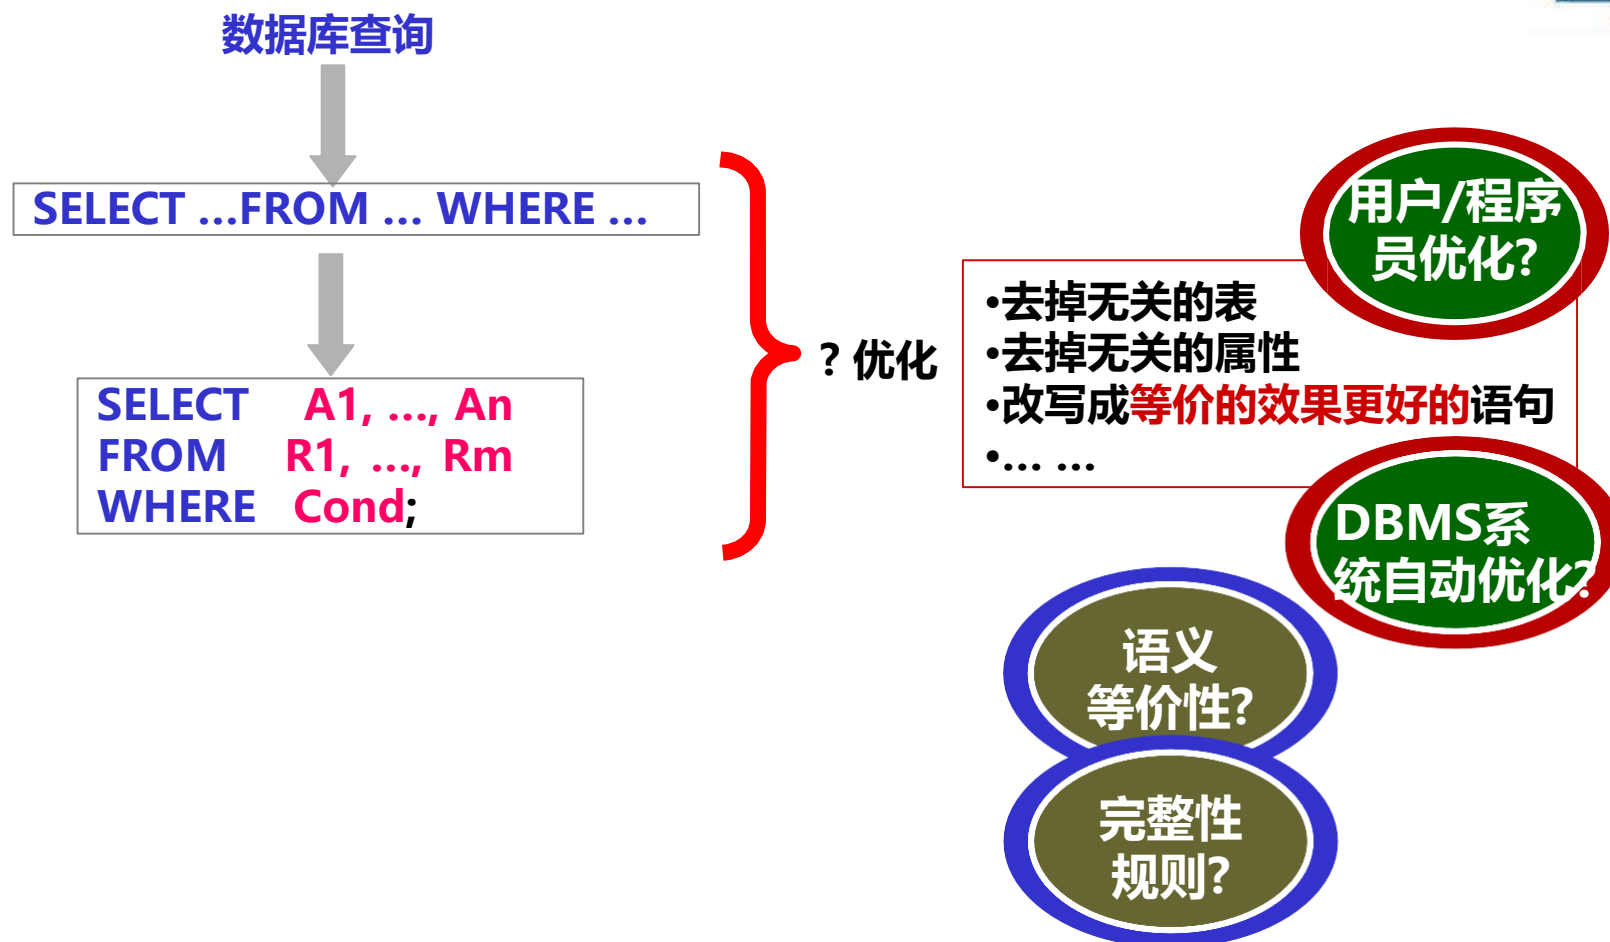 数据库查询
SELECT ...FROM ... WHERE ...
SELECT A1, ..., An
FROM R1, ..., Rm
WHERE Cond;
? 优化
用户/程序
员优化?
•去掉无关的表
•去掉无关的属性
•改写成等价的效果更好的语句
•... ...
DBMS系
统自动优化?
语义
等价性?
完整性
规则?